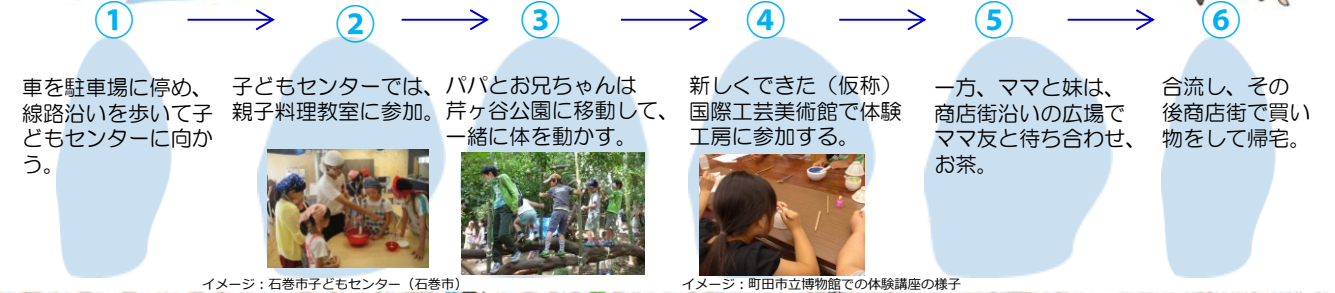 ①
②
③
④
⑤
⑥
車を駐車場に停め、
線路沿いを歩いて子
どもセンターに向か
う。
子どもセンターでは、
親子料理教室に参加。
パパとお兄ちゃんは
芹ヶ谷公園に移動して、
一緒に体を動かす。
新しくできた（仮称）
国際工芸美術館で体験
工房に参加する。
一方、ママと妹は、
商店街沿いの広場で
ママ友と待ち合わせ、
お茶。
合流し、その
後商店街で買い
物をして帰宅。
イメージ：石巻市子どもセンター（石巻市）
イメージ：町田市立博物館での体験講座の様子